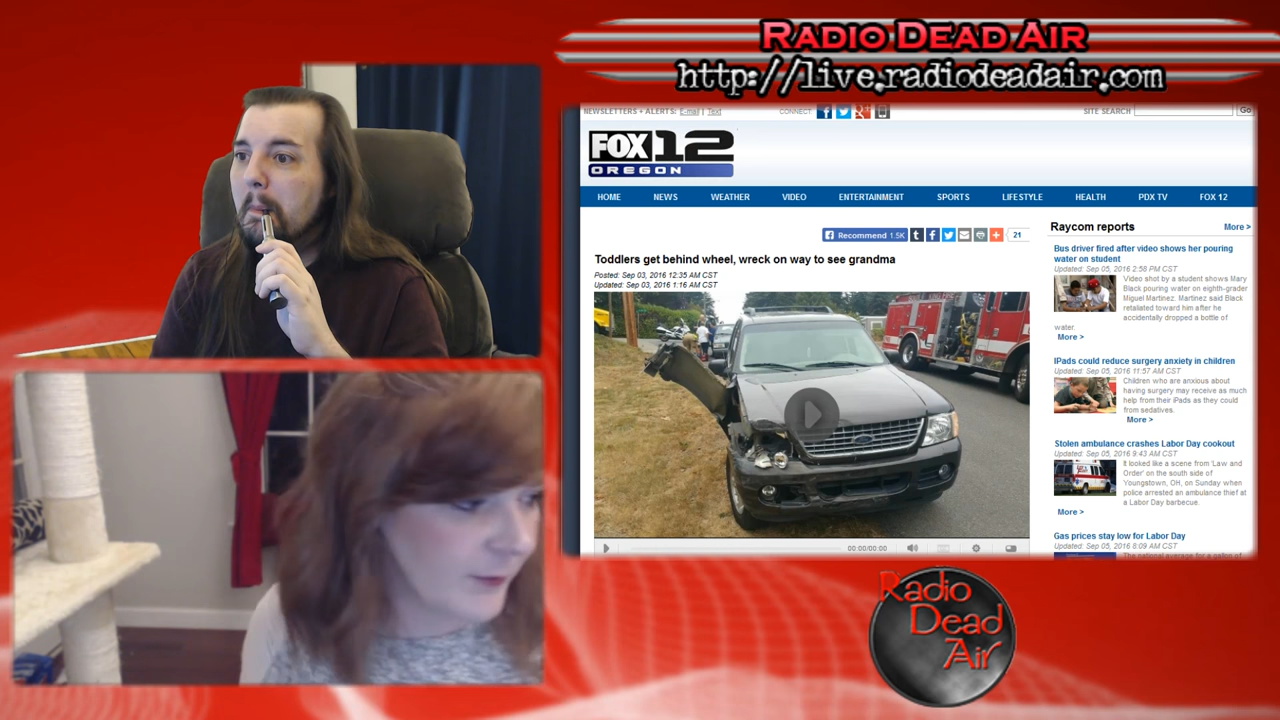 Radio Dead Air
http://live.radiodeadair.com
NEWSLETTERS + ALERTS: E-mail | Text
CONNECT:
SITE SEARCH
Go
FOX 12
OREGON
HOME
NEWS
WEATHER
VIDEO
ENTERTAINMENT
SPORTS
LIFESTYLE
HEALTH
PDX TV
FOX 12
Recommend 1.5K
21
Toddlers get behind wheel, wreck on way to see grandma
Posted: Sep 03, 2016 12:35 AM CST
Updated: Sep 03, 2016 1:16 AM CST
00:00/00:00
Raycom reports
More >
Bus driver fired after video shows her pouring
water on student
Updated: Sep 05, 2016 2:58 PM CST
Video shot by a student shows Mary
Black pouring water on eighth-grader
Miguel Martinez. Martinez said Black
retaliated toward him after he
accidentally dropped a bottle of
water.
More >
IPads could reduce surgery anxiety in children
Updated: Sep 05, 2016 11:57 AM CST
Children who are anxious about
having surgery may receive as much
help from their iPads as they could
from sedatives.
More >
Stolen ambulance crashes Labor Day cookout
Updated: Sep 05, 2016 9:43 AM CST
It looked like a scene from 'Law and
Order' on the south side of
Youngstown, OH, on Sunday when
police arrested an ambulance thief at
a Labor Day barbecue.
More >
Gas prices stay low for Labor Day
Updated: Sep 05, 2016 8:09 AM CST
The national average for a gallon of
Radio
Dead
Air